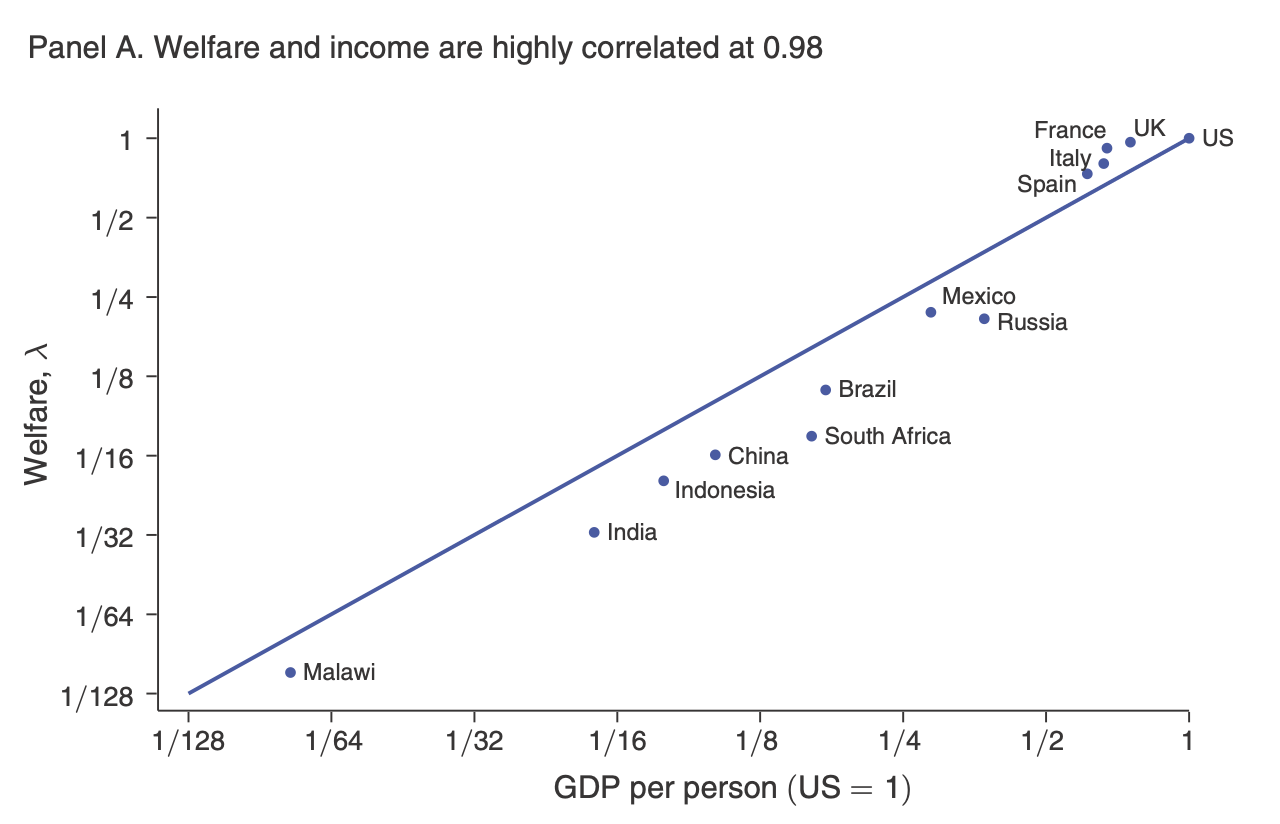 Panel A. Welfare and income are highly correlated at 0.98
France
UK
US
Italy
Spain
Mexico
Russia
Brazil
South Africa
China
Indonesia
India
Malawi
Welfare, λ
1
1/2
1/4
1/8
1/16
1/32
1/64
1/128
1/128
1/64
1/32
1/16
1/8
1/4
1/2
1
GDP per person (US = 1)